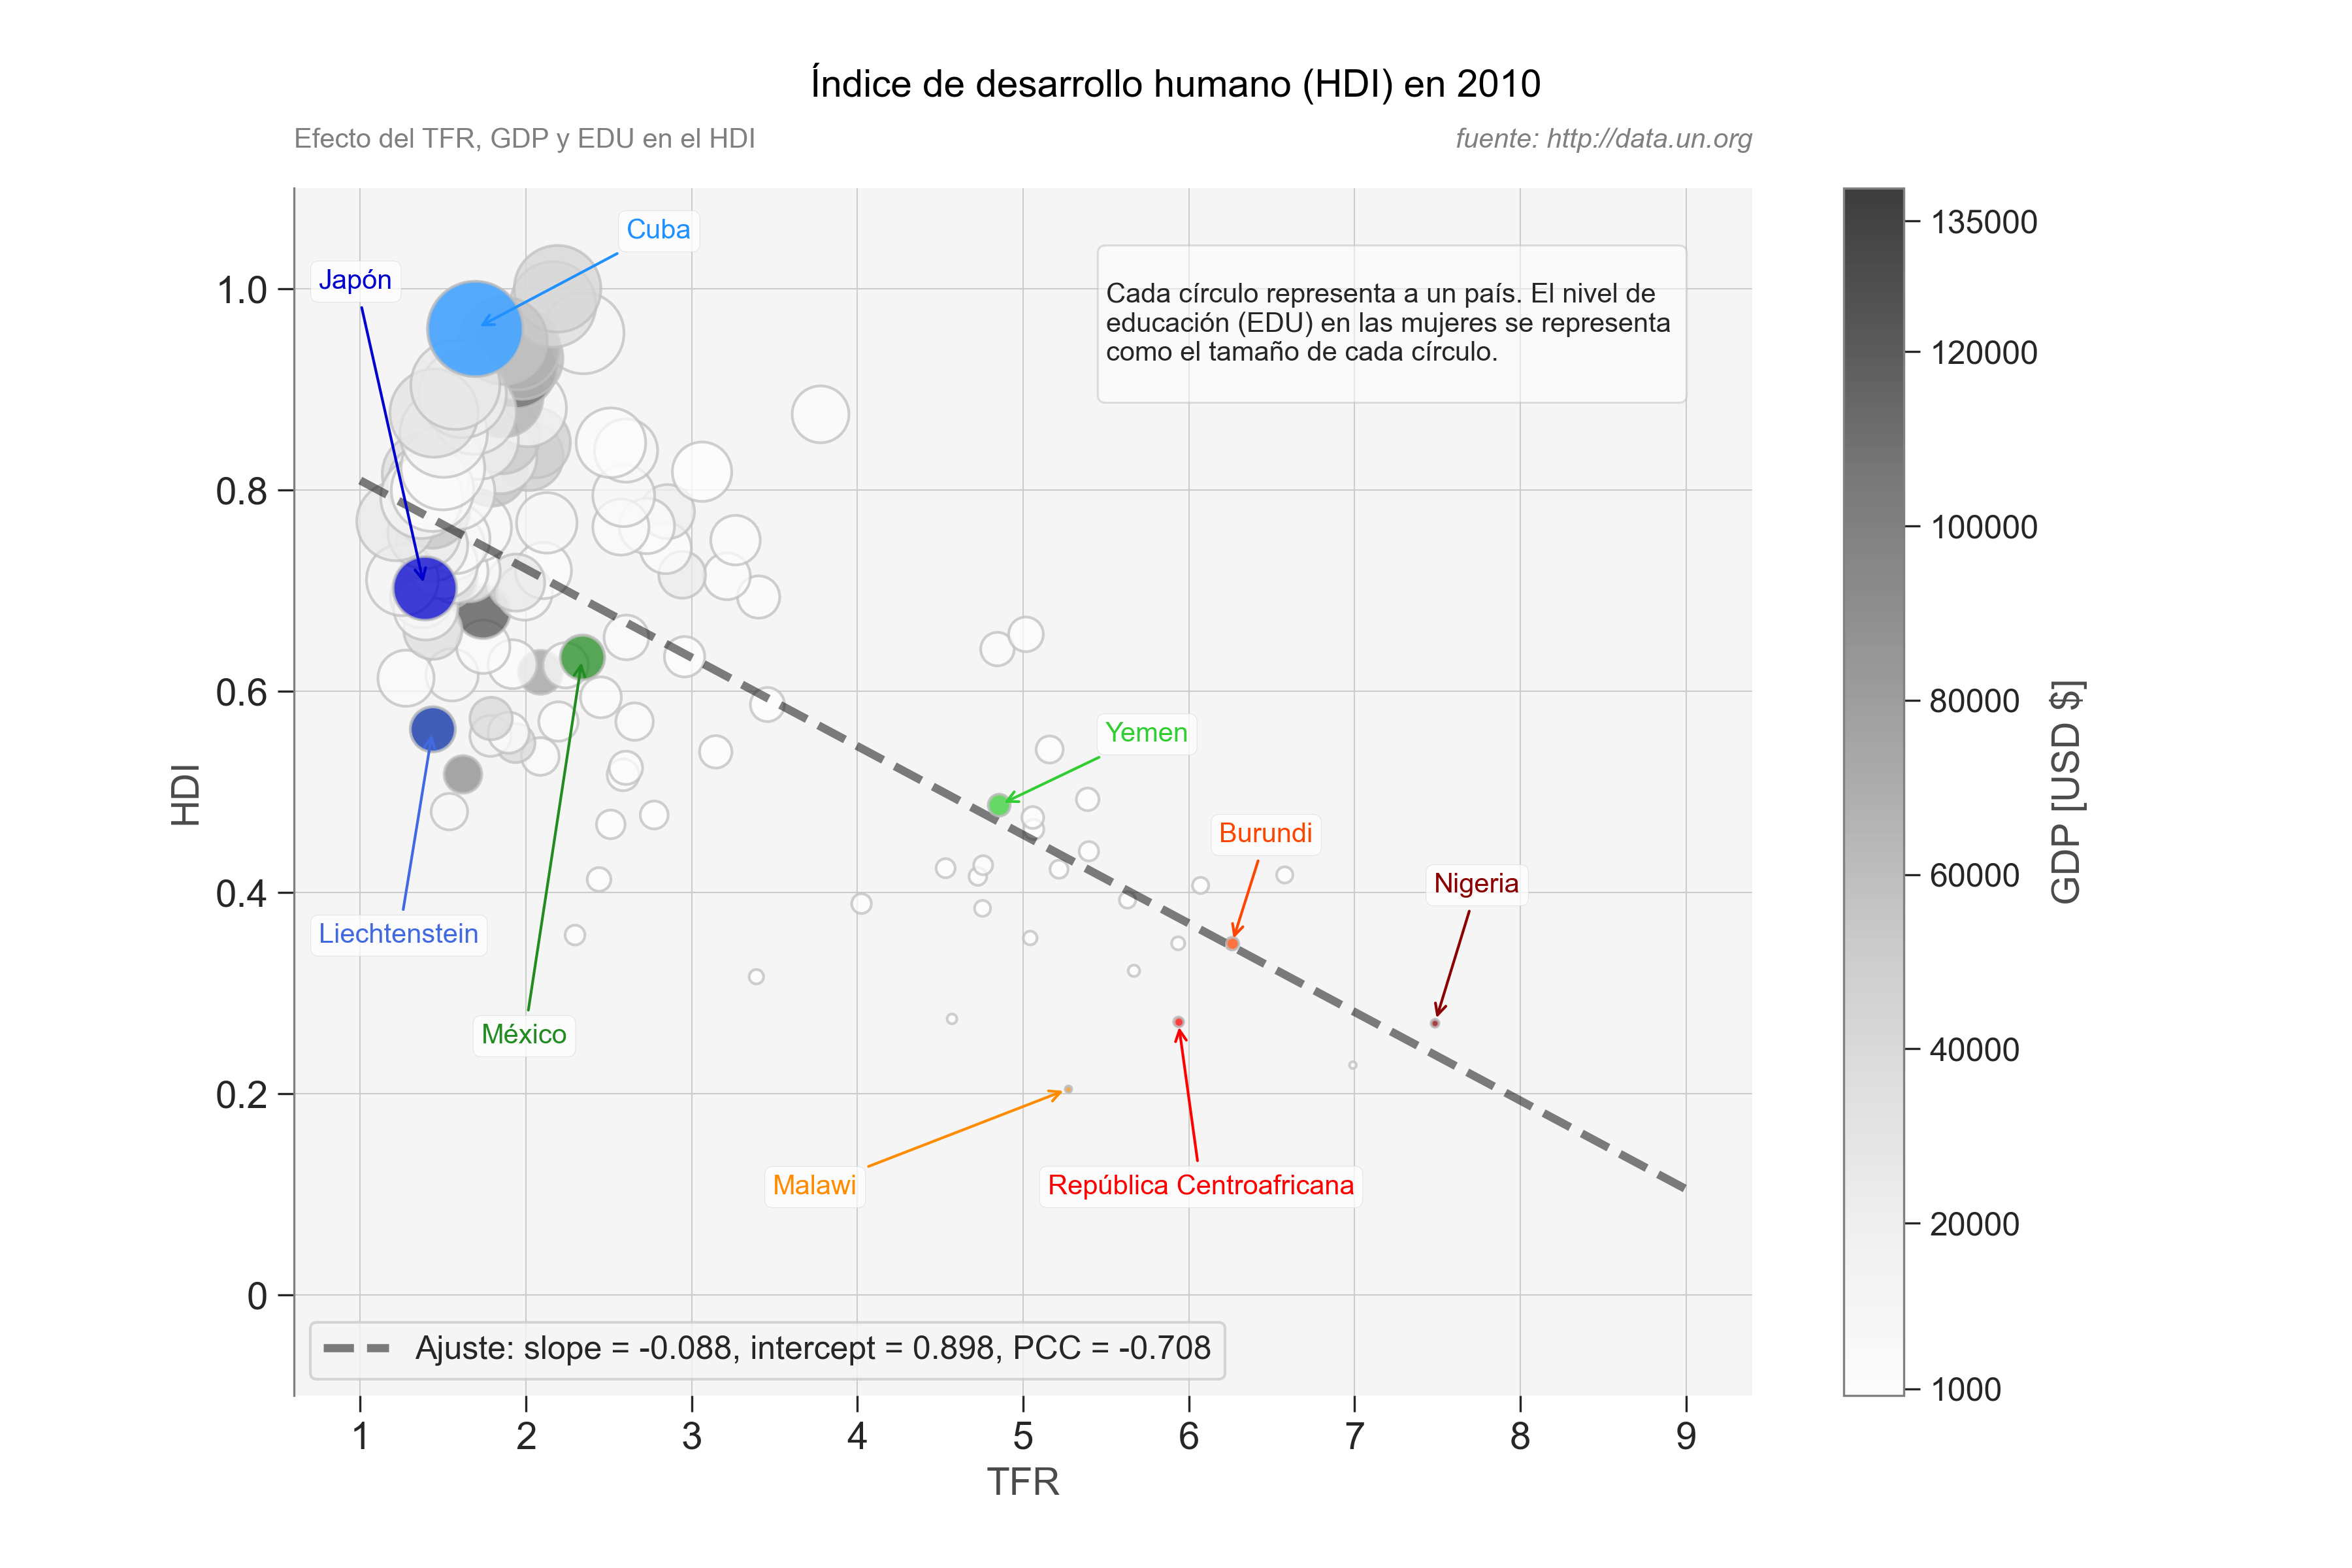 Índice de desarrollo humano (HDI) en 2010
Efecto del TFR, GDP y EDU en el HDI
fuente: http://data.un.org
Cuba
Japón
Cada círculo representa a un país. El nivel de
educación (EDU) en las mujeres se representa
como el tamaño de cada círculo.
Yemen
Burundi
Nigeria
Liechtenstein
México
Malawi
República Centroafricana
HDI
1.0
0.8
0.6
0.4
0.2
0
Ajuste: slope = -0.088, intercept = 0.898, PCC = -0.708
1 2 3 4 5 6 7 8 9
TFR
135000
120000
100000
80000
60000
40000
20000
1000
GDP [USD $]